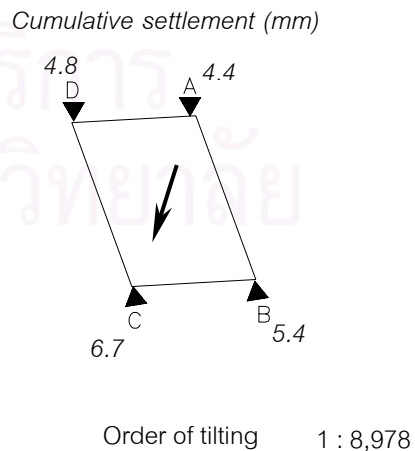 Cumulative settlement (mm)
4.8
D
A 4.4
C
6.7
B
5.4
Order of tilting 1 : 8,978